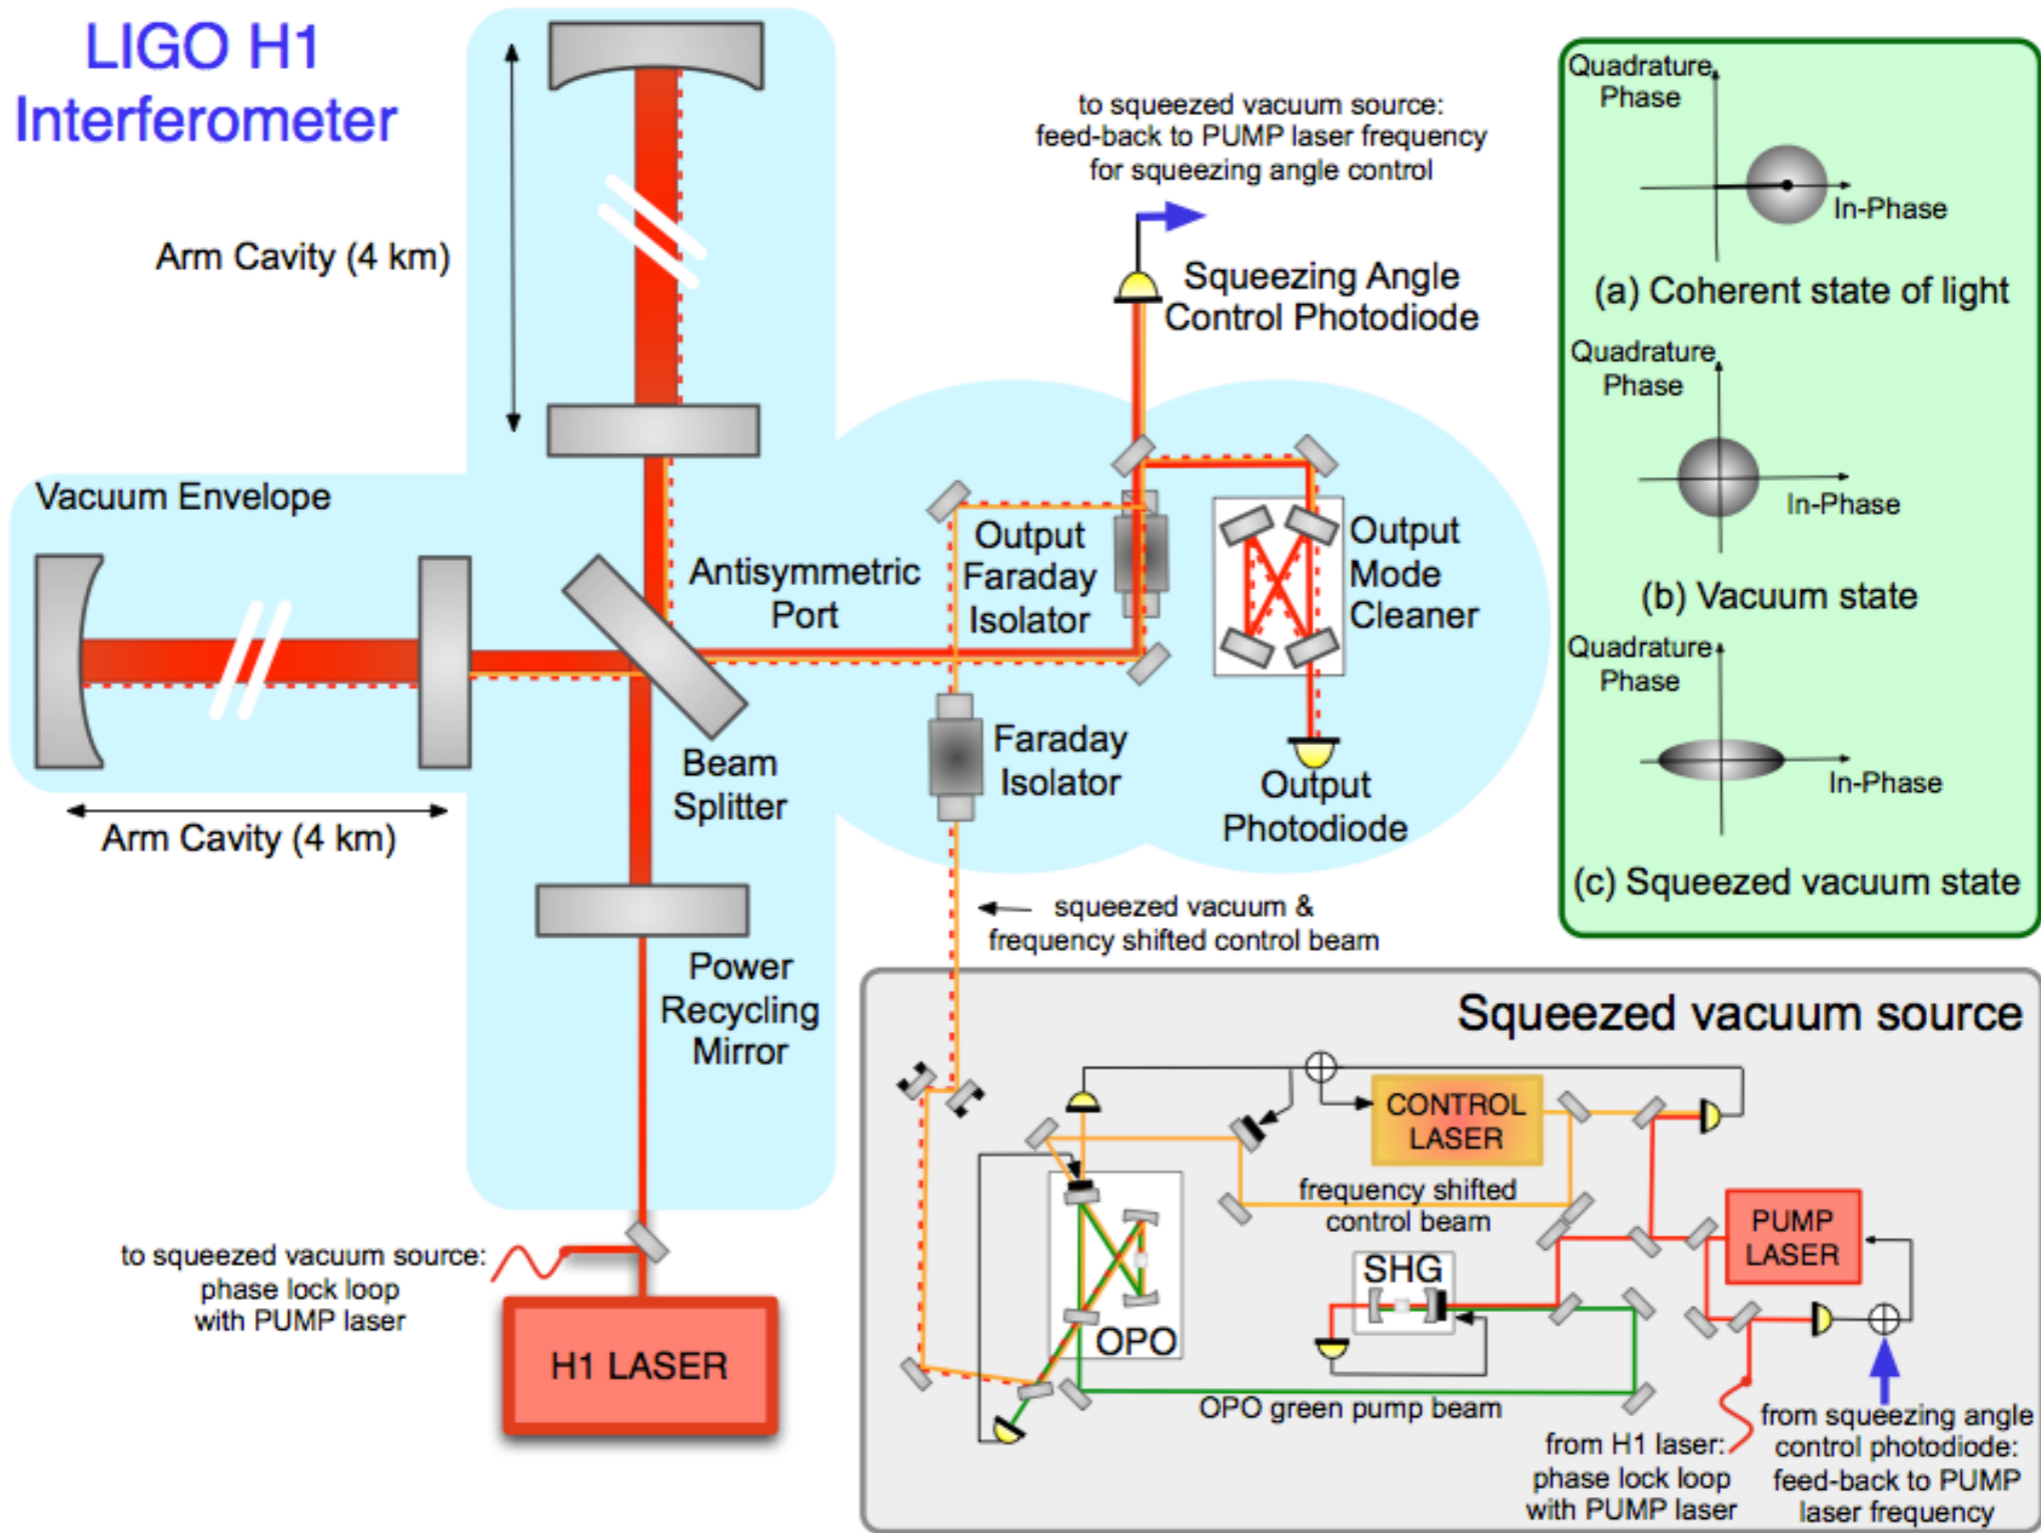 LIGO H1
Interferometer
Arm Cavity (4 km)
Vacuum Envelope
Arm Cavity (4 km)
Antisymmetric
Port
Beam
Splitter
Power
Recycling
Mirror
to squeezed vacuum source:
phase lock loop
with PUMP laser
H1 LASER
to squeezed vacuum source:
feed-back to PUMP laser frequency
for squeezing angle control
Squeezing Angle
Control Photodiode
Output
Faraday
Isolator
Output
Mode
Cleaner
Faraday
Isolator
Output
Photodiode
squeezed vacuum &
frequency shifted control beam
Quadrature
Phase
In-Phase
(a) Coherent state of light
Quadrature
Phase
In-Phase
(b) Vacuum state
Quadrature
Phase
In-Phase
(c) Squeezed vacuum state
Squeezed vacuum source
CONTROL
LASER
frequency shifted
control beam
PUMP
LASER
SHG
OPO
OPO green pump beam
from H1 laser:
phase lock loop
with PUMP laser
from squeezing angle
control photodiode:
feed-back to PUMP
laser frequency